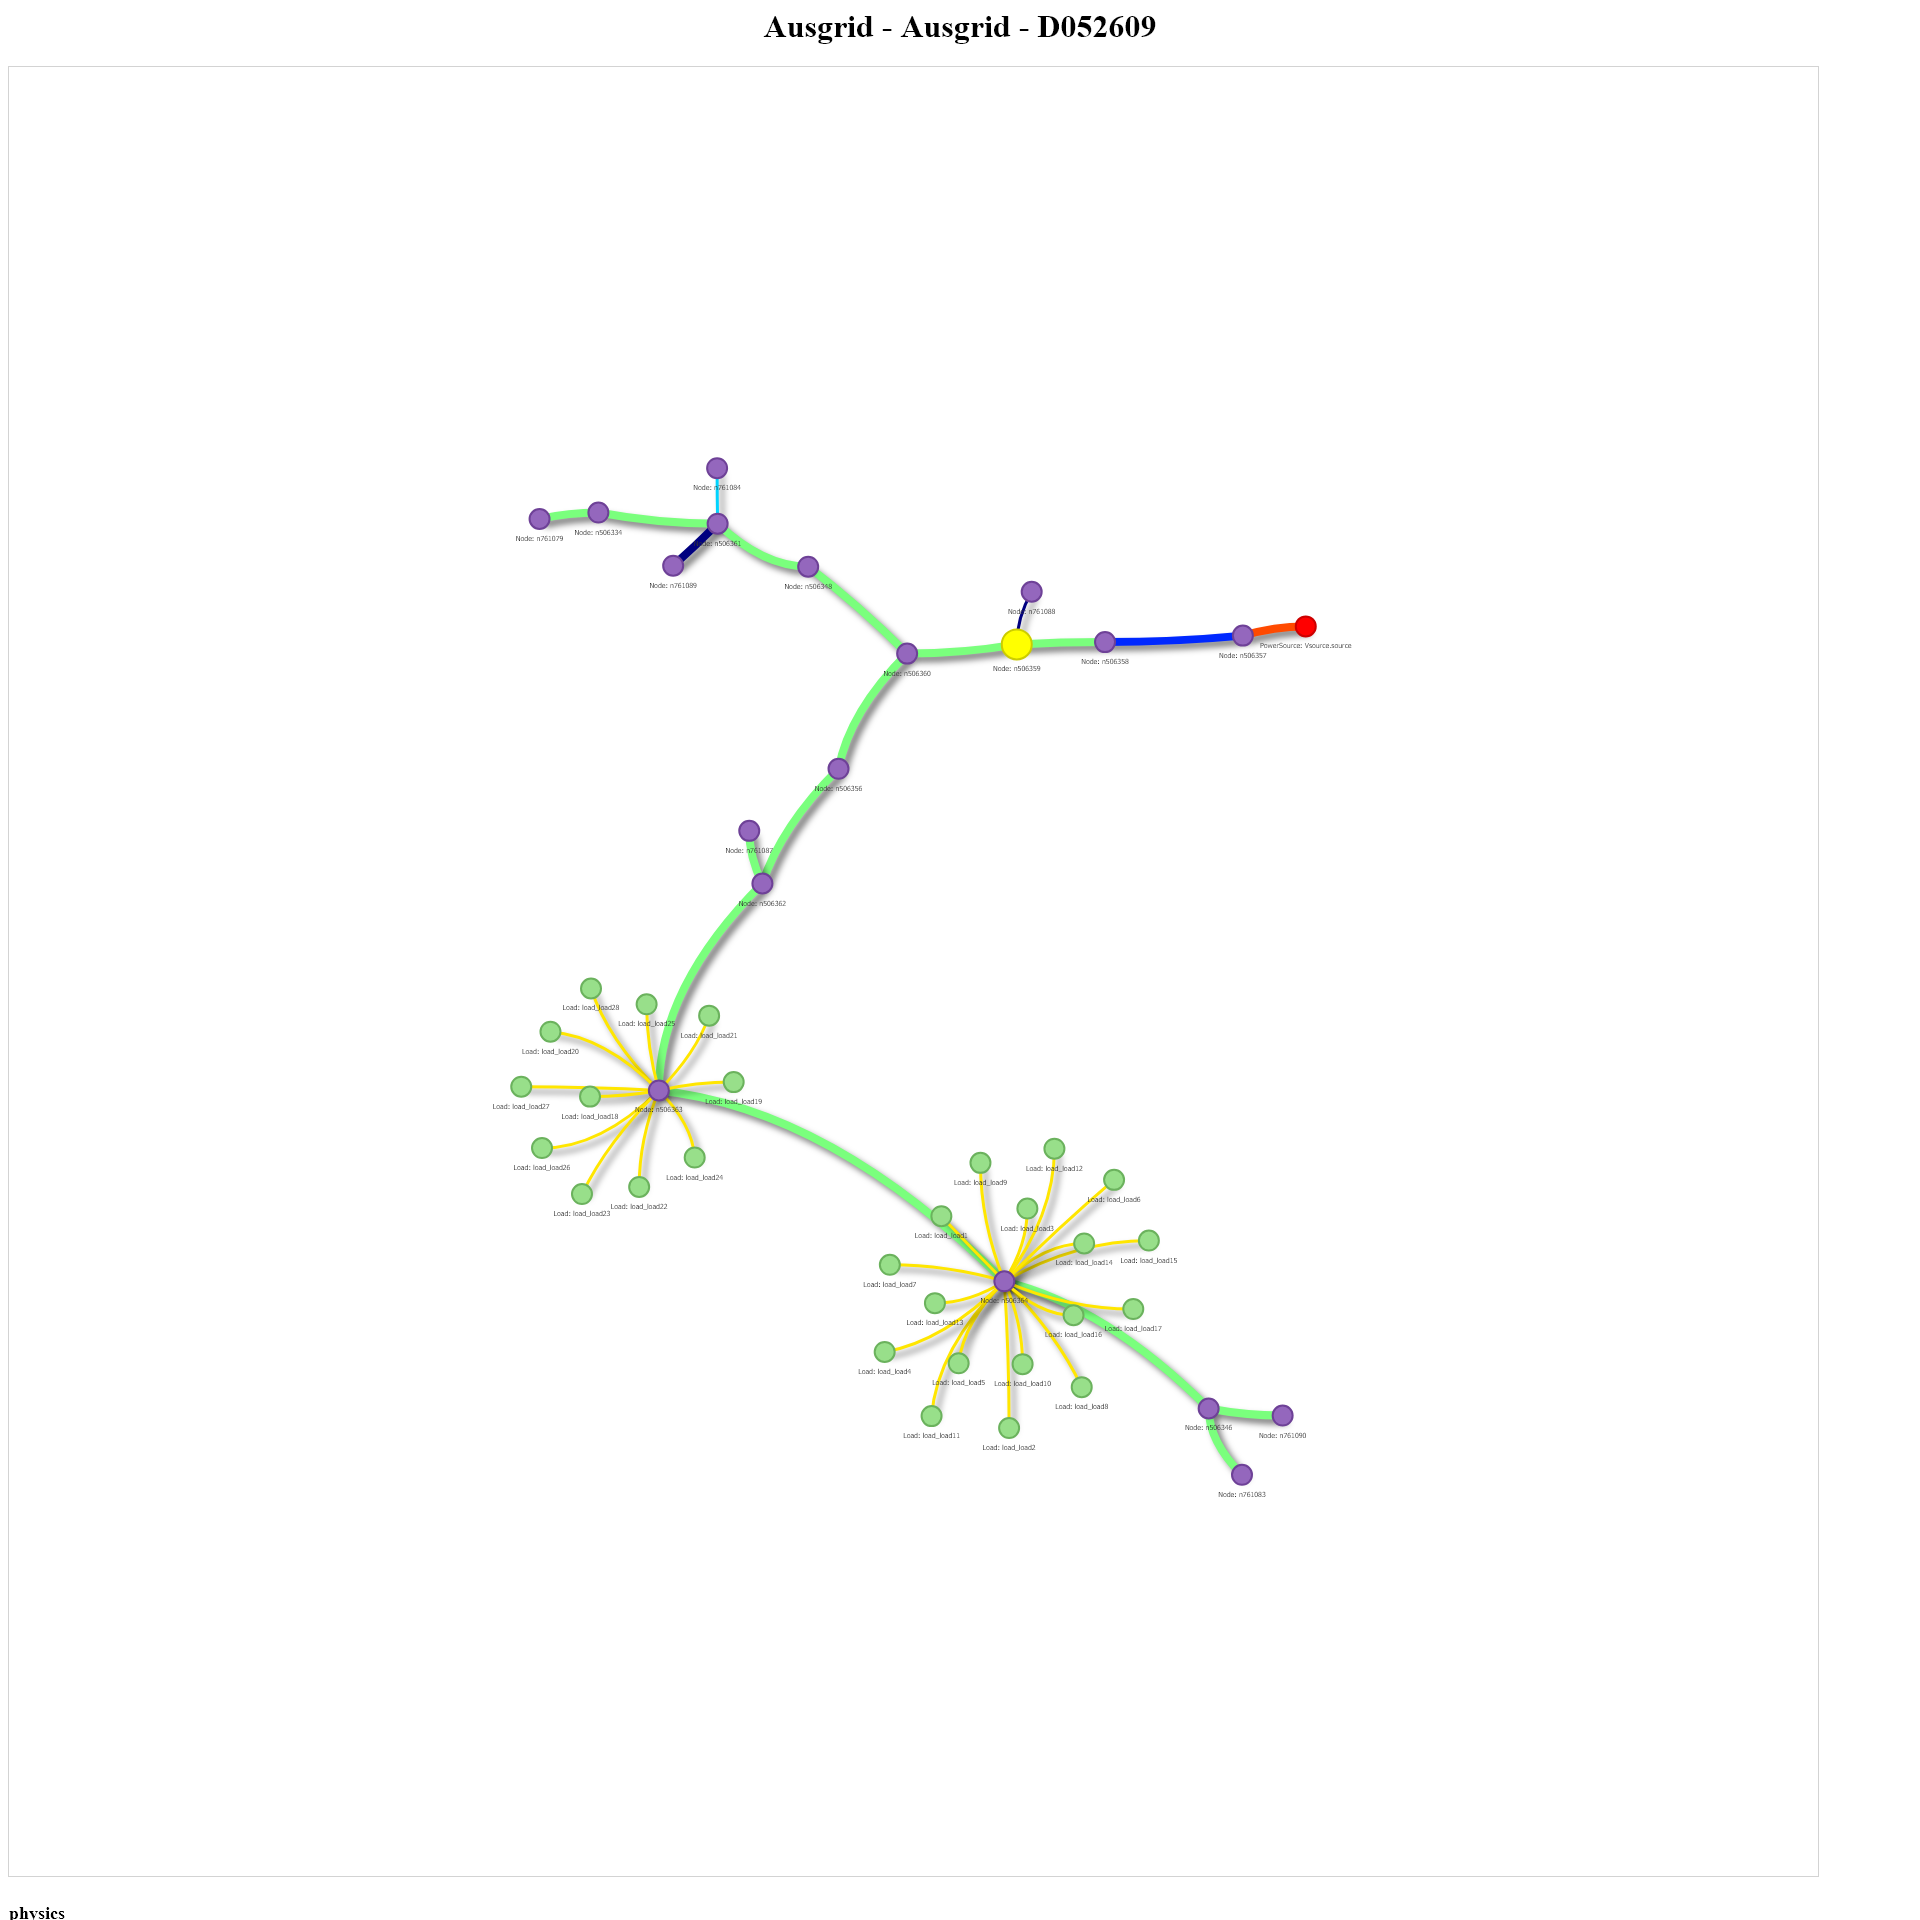 Ausgrid - Ausgrid - D052609
Node: n761084
Node: n761079
Node: n506334
Node: n506361
Node: n761089
Node: n506348
Node: n761088
PowerSource: Vsource.source
Node: n506357
Node: n506358
Node: n506359
Node: n506360
Node: n506356
Node: n761087
Node: n506362
Load: load_load28
Load: load_load25
Load: load_load21
Load: load_load20
Load: load_load19
Load: load_load27
Node: n506363
Load: load_load18
Load: load_load26
Load: load_load12
Load: load_load24
Load: load_load9
Load: load_load6
Load: load_load22
Load: load_load23
Load: load_load3
Load: load_load1
Load: load_load15
Load: load_load14
Load: load_load7
Node: n506364
Load: load_load13
Load: load_load17
Load: load_load16
Load: load_load4
Load: load_load5
Load: load_load10
Load: load_load8
Node: n506346
Load: load_load11
Node: n761090
Load: load_load2
Node: n761083
physics